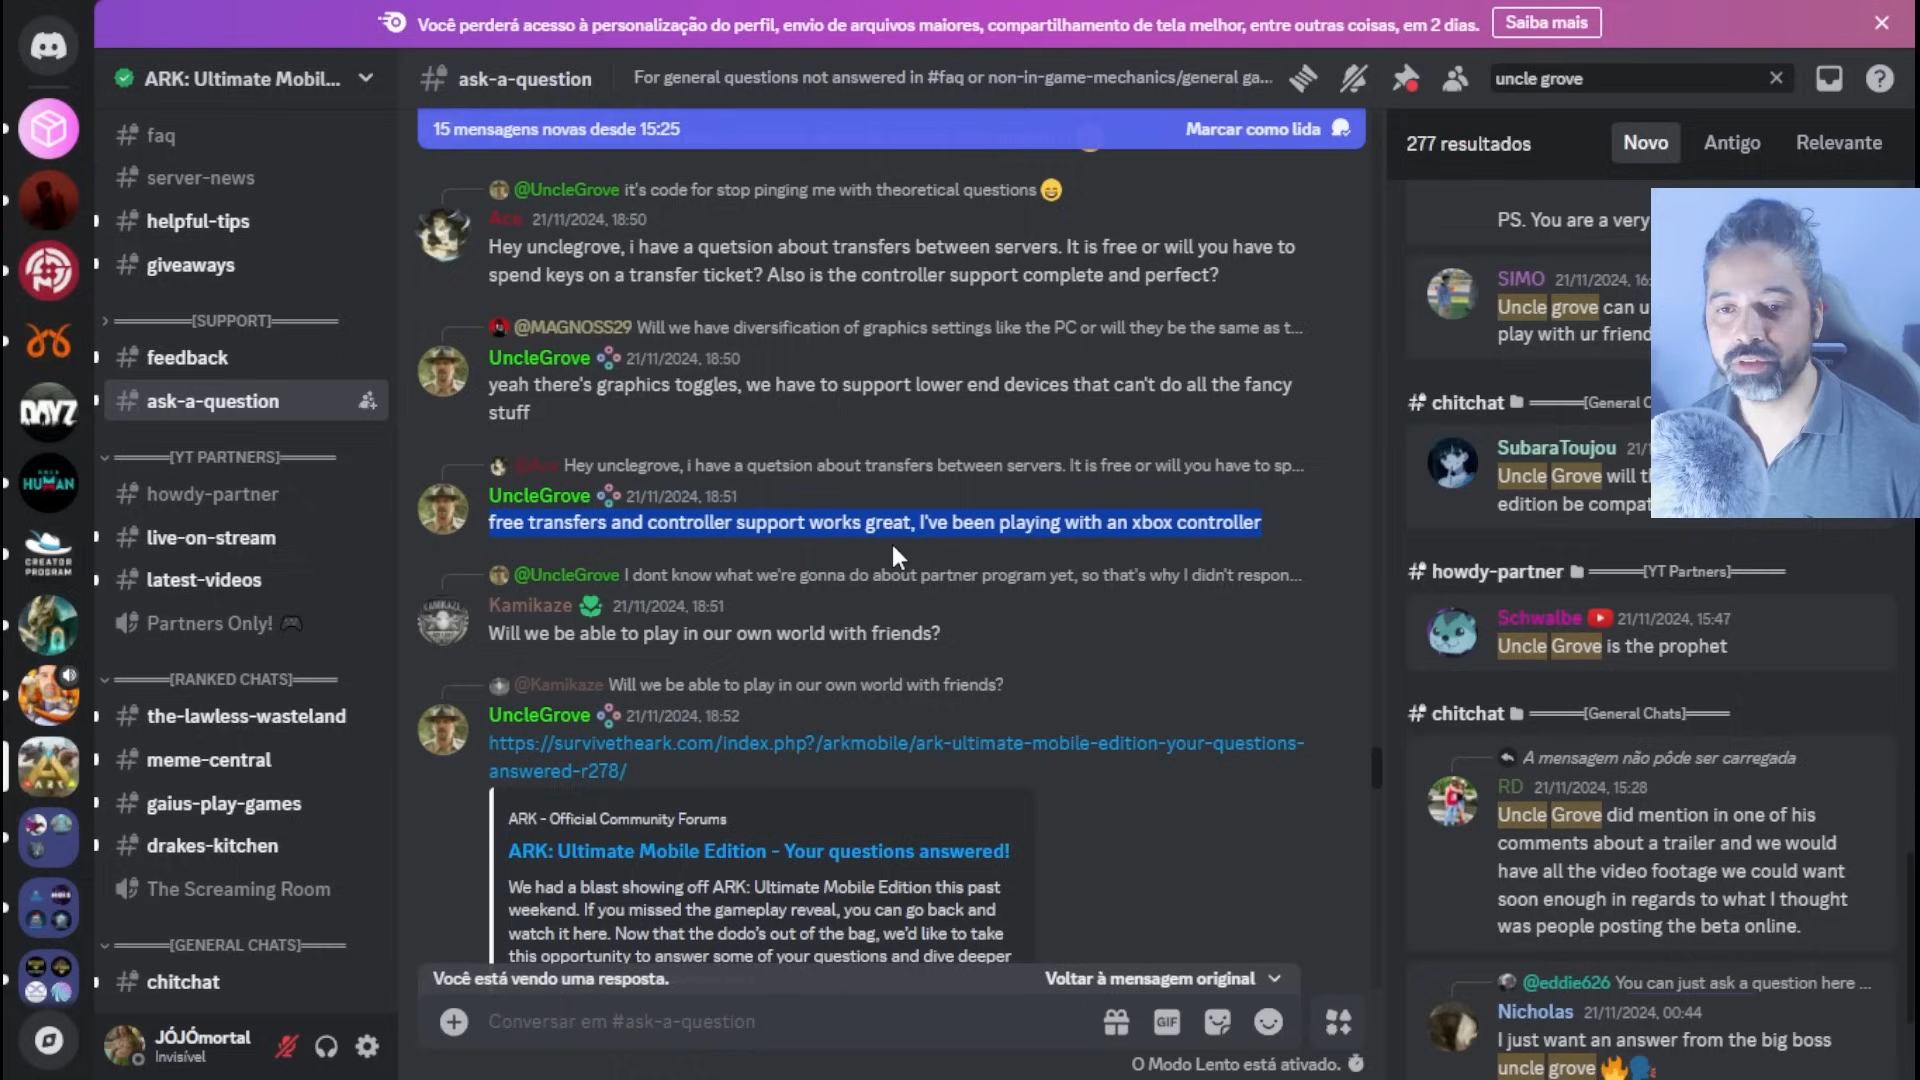 Você perderá acesso à personalização do perfil, envio de arquivos maiores, compartilhamento de tela melhor, entre outras coisas, em 2 dias.
Saiba mais
ARK: Ultimate Mobil...
ask-a-question
For general questions not answered in #faq or non-in-game-mechanics/general ga...
uncle grove
faq
server-news
helpful-tips
giveaways
[SUPPORT]
feedback
ask-a-question
[YT PARTNERS]
howdy-partner
live-on-stream
latest-videos
Partners Only!
[RANKED CHATS]
the-lawless-wasteland
meme-central
gaius-play-games
drakes-kitchen
The Screaming Room
[GENERAL CHATS]
chitchat
JÓJÓmortal
Invisível
DAYZ
HUMAN
CREATOR
PROGRAM
15 mensagens novas desde 15:25
Marcar como lida
@UncleGrove it's code for stop pinging me with theoretical questions
Ace 21/11/2024, 18:50
Hey unclegrove, i have a quetsion about transfers between servers. It is free or will you have to
spend keys on a transfer ticket? Also is the controller support complete and perfect?
@MAGNOSS29 Will we have diversification of graphics settings like the PC or will they be the same as t...
UncleGrove 21/11/2024, 18:50
yeah there's graphics toggles, we have to support lower end devices that can't do all the fancy
stuff
@Ace Hey unclegrove, i have a quetsion about transfers between servers. It is free or will you have to sp...
UncleGrove 21/11/2024, 18:51
free transfers and controller support works great, I've been playing with an xbox controller
@UncleGrove I dont know what we're gonna do about partner program yet, so that's why I didn't respon...
Kamikaze 21/11/2024, 18:51
Will we be able to play in our own world with friends?
@Kamikaze Will we be able to play in our own world with friends?
UncleGrove 21/11/2024, 18:52
https://survivetheark.com/index.php?/arkmobile/ark-ultimate-mobile-edition-your-questions-
answered-r278/
ARK - Official Community Forums
ARK: Ultimate Mobile Edition - Your questions answered!
We had a blast showing off ARK: Ultimate Mobile Edition this past
weekend. If you missed the gameplay reveal, you can go back and
watch it here. Now that the dodo's out of the bag, we'd like to take
this opportunity to answer some of your questions and dive deeper
Você está vendo uma resposta.
Voltar à mensagem original
Conversar em #ask-a-question
GIF
O Modo Lento está ativado.
277 resultados
Novo
Antigo
Relevante
PS. You are a very
SIMO 21/11/2024, 16:
Uncle grove can u
play with ur friend
chitchat [General C
SubaraToujou 21/1
Uncle Grove will t
edition be compat
howdy-partner [YT Partners]
Schwalbe 21/11/2024, 15:47
Uncle Grove is the prophet
chitchat [General Chats]
A mensagem não pôde ser carregada
RD 21/11/2024, 15:28
Uncle Grove did mention in one of his
comments about a trailer and we would
have all the video footage we could want
soon enough in regards to what I thought
was people posting the beta online.
@eddie626 You can just ask a question here ...
Nicholas 21/11/2024, 00:44
I just want an answer from the big boss
uncle grove